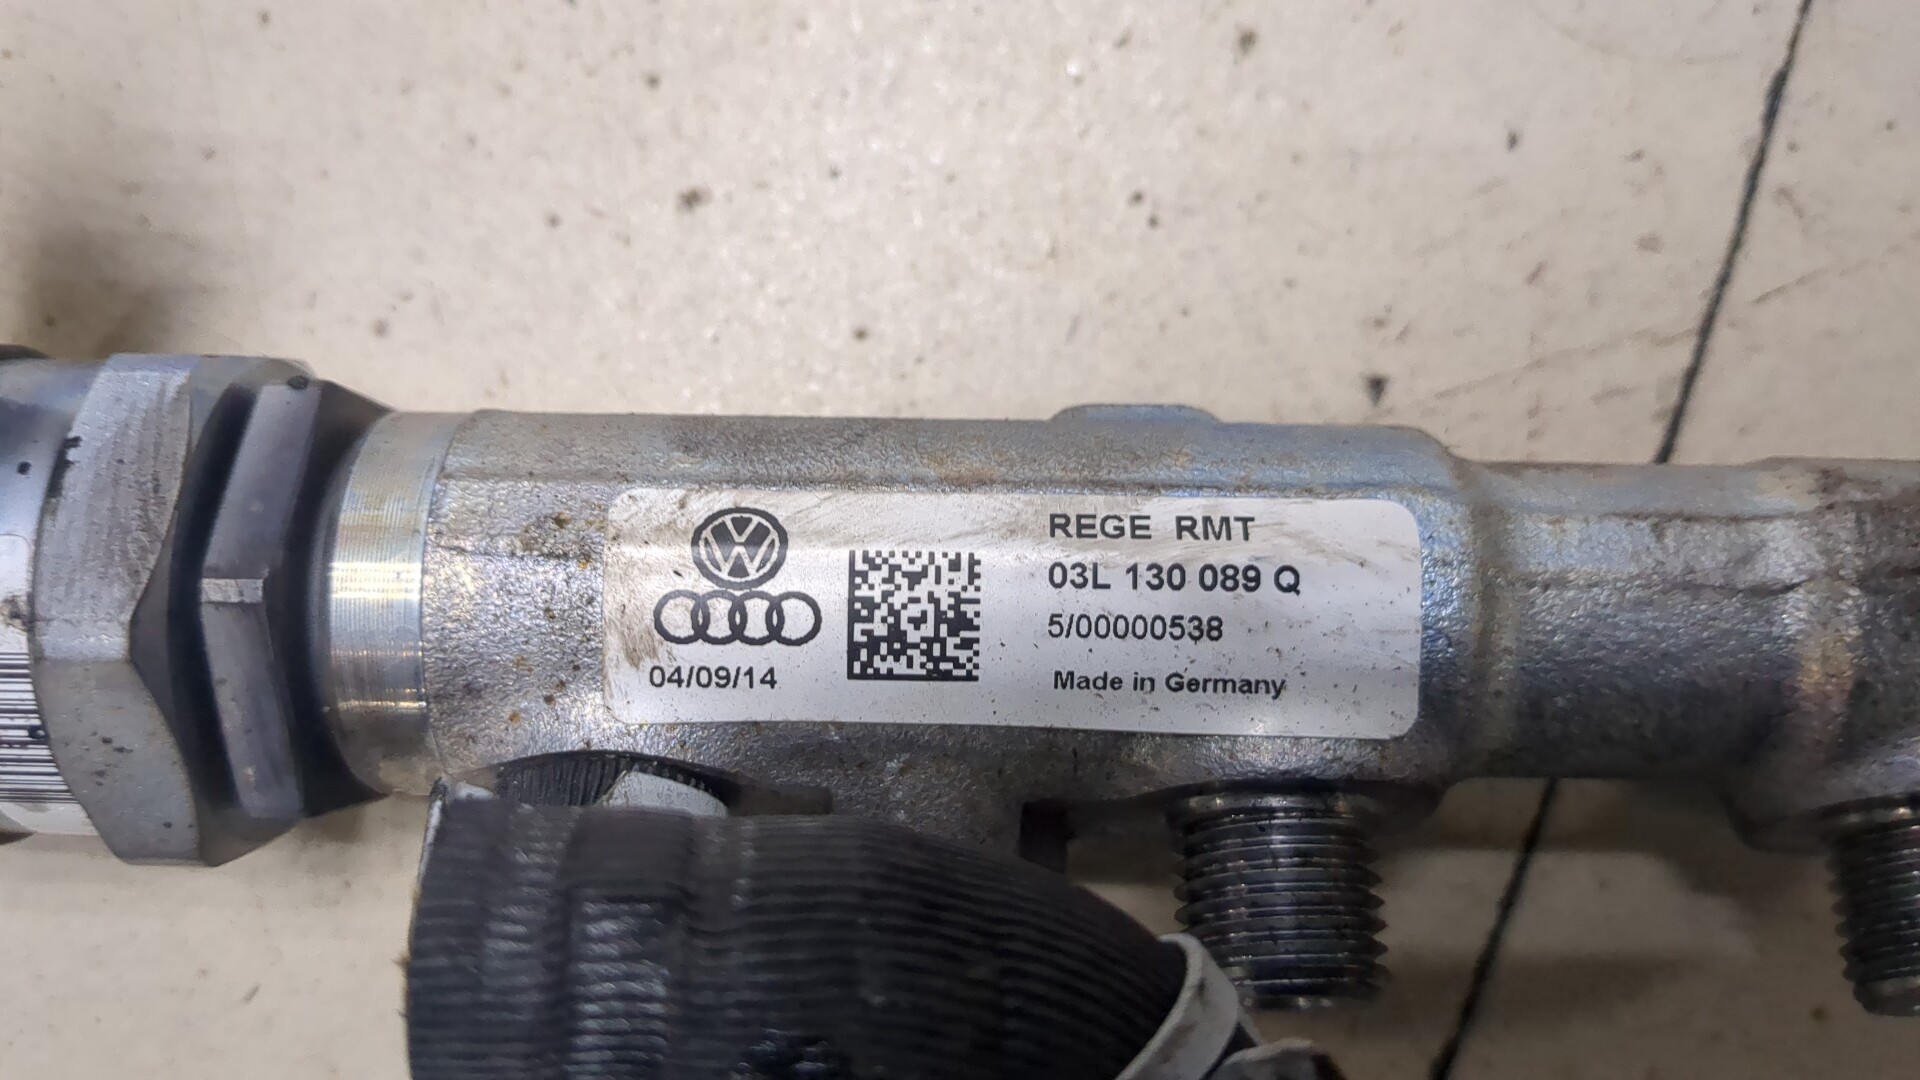 REGE RMT
03L 130 089 Q
5/00000538
04/09/14
Made in Germany